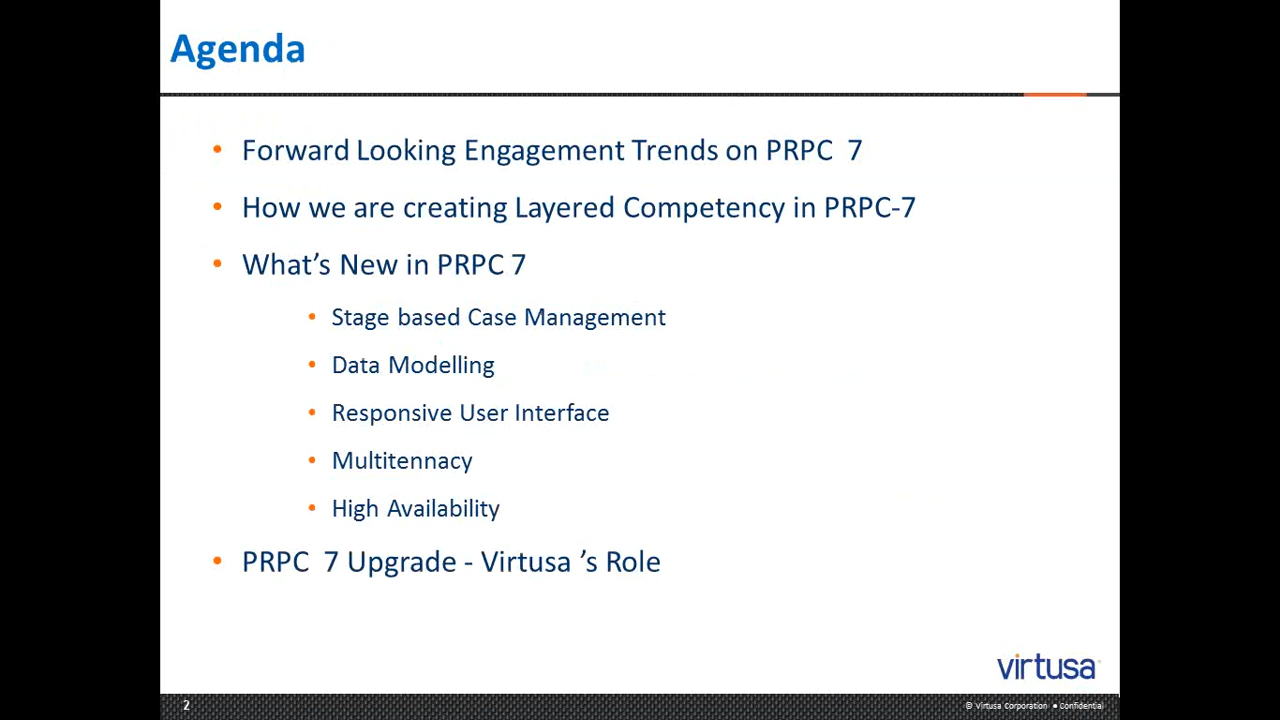 Agenda
• Forward Looking Engagement Trends on PRPC  7
• How we are creating Layered Competency in PRPC-7
• What’s New in PRPC 7
• Stage based Case Management
• Data Modelling
• Responsive User Interface
• Multitennacy
• High Availability
• PRPC  7 Upgrade - Virtusa ’s Role
virtusa
2
© Virtusa Corporation ● Confidential